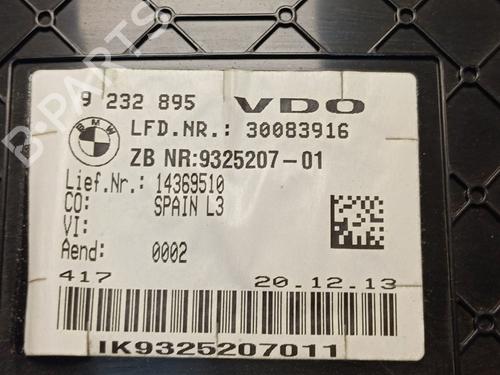 9 232 895 VDO
BMW
LFD.NR.: 30083916
ZB NR:9325207-01
Lief.Nr.: 14369510
CO: SPAIN L3
VI:
Aend: 0002
417 20.12.13
IK9325207011